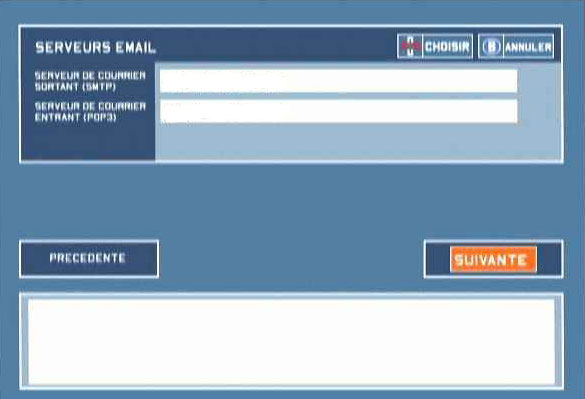 SERVEURS EMAIL
CHOISIR
B ANNULER
SERVEUR DE COURRIER
SORTANT (SMTP)
SERVEUR DE COURRIER
ENTRANT (POP3)
PRECEDENTE
SUIVANTE